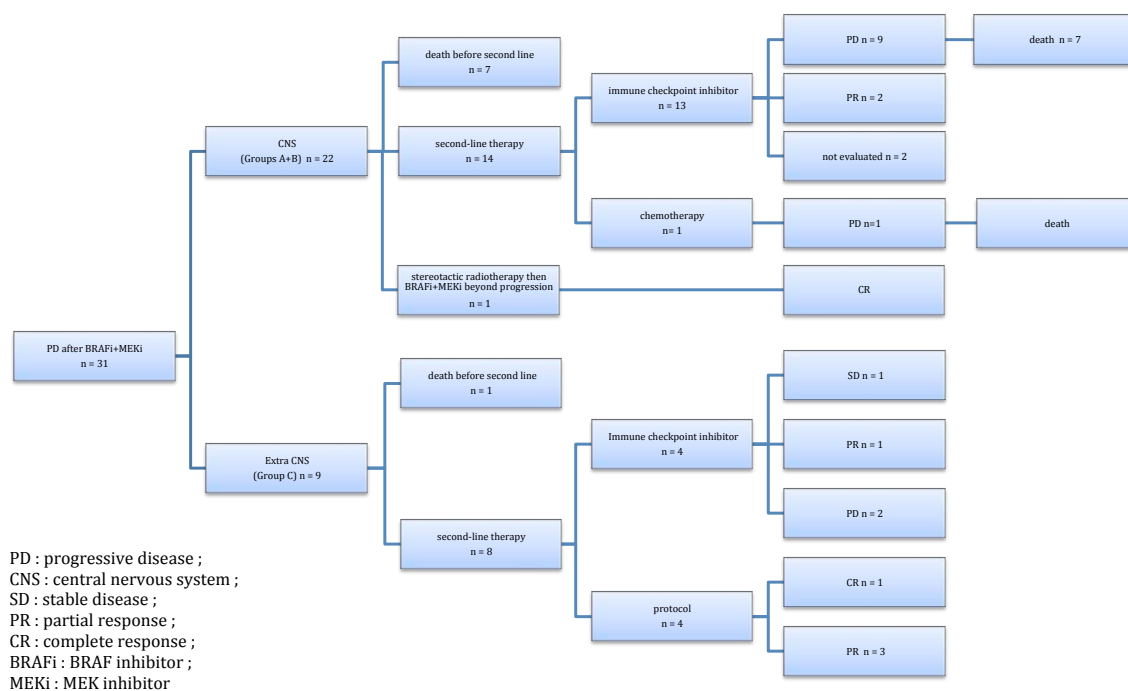 PD after BRAFi+MEKi
n = 31
CNS
(Groups A+B) n = 22
death before second line
n = 7
second-line therapy
n = 14
immune checkpoint inhibitor
n = 13
PD n = 9
death n = 7
PR n = 2
not evaluated n = 2
chemotherapy
n= 1
PD n=1
death
stereotactic radiotherapy then
BRAFi+MEKi beyond progression
n = 1
CR
Extra CNS
(Group C) n = 9
death before second line
n = 1
second-line therapy
n = 8
Immune checkpoint inhibitor
n = 4
SD n = 1
PR n = 1
PD n = 2
protocol
n = 4
CR n = 1
PR n = 3
PD : progressive disease ;
CNS : central nervous system ;
SD : stable disease ;
PR : partial response ;
CR : complete response ;
BRAFi : BRAF inhibitor ;
MEKi : MEK inhibitor